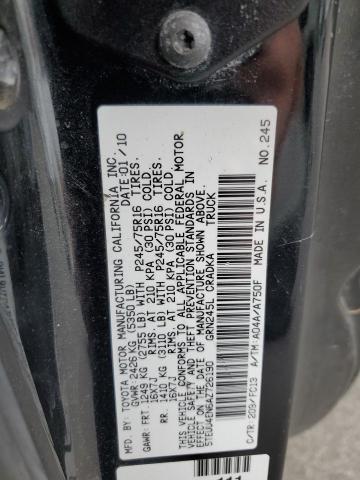 MFD. BY: TOYOTA MOTOR MANUFACTURING CALIFORNIA, INC.
DATE: 01/10
GVWR: 2426 KG (5350 LB)
GAWR: FRT. 1249 KG (2755 LB) WITH P245/75R16 TIRES.
16X7J RIMS. AT 210 KPA (30 PSI) COLD.
RR. 1410 KG (3110 LB) WITH P245/75R16 TIRES.
16X7J RIMS. AT 210 KPA (30 PSI) COLD.
THIS VEHICLE CONFORMS TO ALL APPLICABLE FEDERAL MOTOR
VEHICLE SAFETY AND THEFT PREVENTION STANDARDS
IN EFFECT ON THE DATE OF MANUFACTURE SHOWN ABOVE.
5TEUU4EN6AZ726190 TRUCK
GRN245L CRADKA
C/TR: 209/FD13
A/TM: A04A/A750F
U.S.A. No. 245